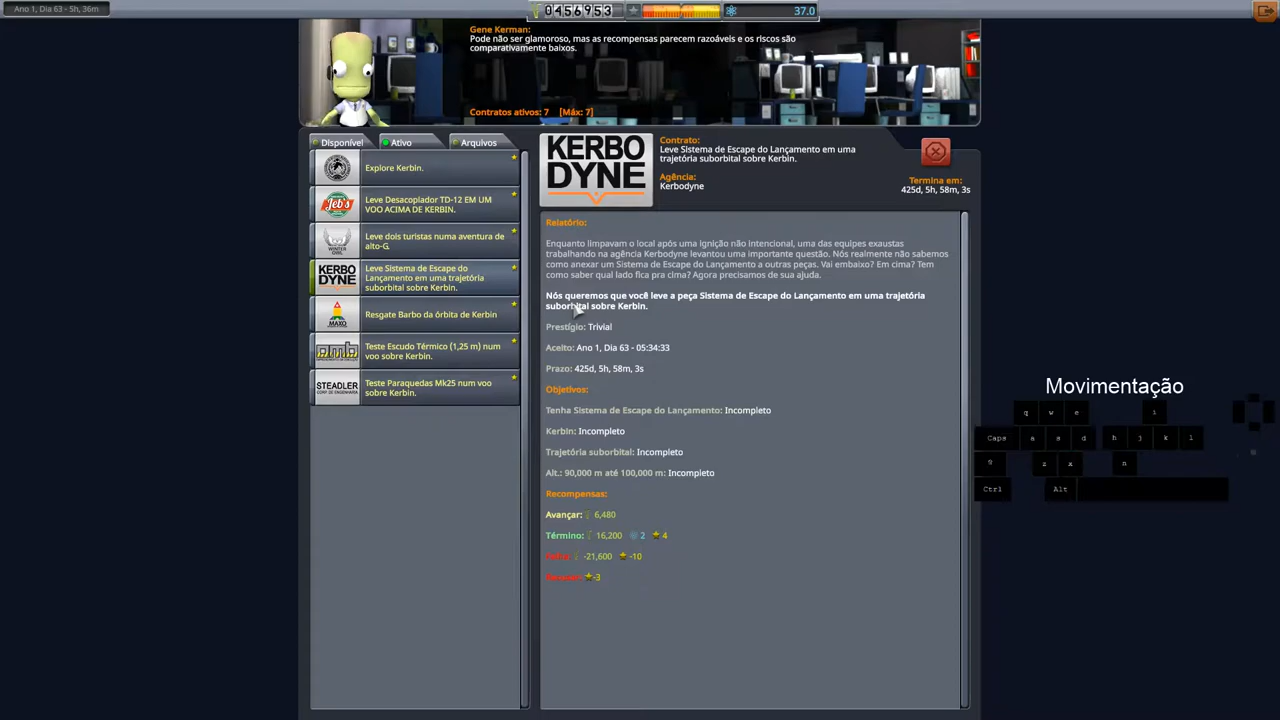 Ano 1, Dia 63 - 5h, 36m
0456953
37.0
Gene Kerman:
Pode não ser glamoroso, mas as recompensas parecem razoáveis e os riscos são
comparativamente baixos.
Contratos ativos: 7 [Máx: 7]
Disponível
Ativo
Arquivos
Explore Kerbin.
Leve Desacoplador TD-12 EM UM
VOO ACIMA DE KERBIN.
Leve dois turistas numa aventura de
alto-G.
Leve Sistema de Escape do
Lançamento em uma trajetória
suborbital sobre Kerbin.
Resgate Barbo da órbita de Kerbin
Teste Escudo Térmico (1,25 m) num
voo sobre Kerbin.
Teste Paraquedas Mk25 num voo
sobre Kerbin.
Jeb's
WINTER
OWL
KERBO
DYNE
MAXO
STEADLER
CORP. DE ENGENHARIA
KERBO
DYNE
Contrato:
Leve Sistema de Escape do Lançamento em uma
trajetória suborbital sobre Kerbin.
Agência:
Kerbodyne
Termina em:
425d, 5h, 58m, 3s
Relatório:
Enquanto limpavam o local após uma ignição não intencional, uma das equipes exaustas
trabalhando na agência Kerbodyne levantou uma importante questão. Nós realmente não sabemos
como anexar um Sistema de Escape do Lançamento a outras peças. Vai embaixo? Em cima? Tem
como saber qual lado fica pra cima? Agora precisamos de sua ajuda.
Nós queremos que você leve a peça Sistema de Escape do Lançamento em uma trajetória
suborbital sobre Kerbin.
Prestígio: Trivial
Aceito: Ano 1, Dia 63 - 05:34:33
Prazo: 425d, 5h, 58m, 3s
Objetivos:
Tenha Sistema de Escape do Lançamento: Incompleto
Kerbin: Incompleto
Trajetória suborbital: Incompleto
Alt.: 90,000 m até 100,000 m: Incompleto
Recompensas:
Avançar: 6,480
Término: 16,200 2 4
-21,600 -10
-3
Movimentação
q w e i
Caps a s d h j k l
z x n
Ctrl Alt